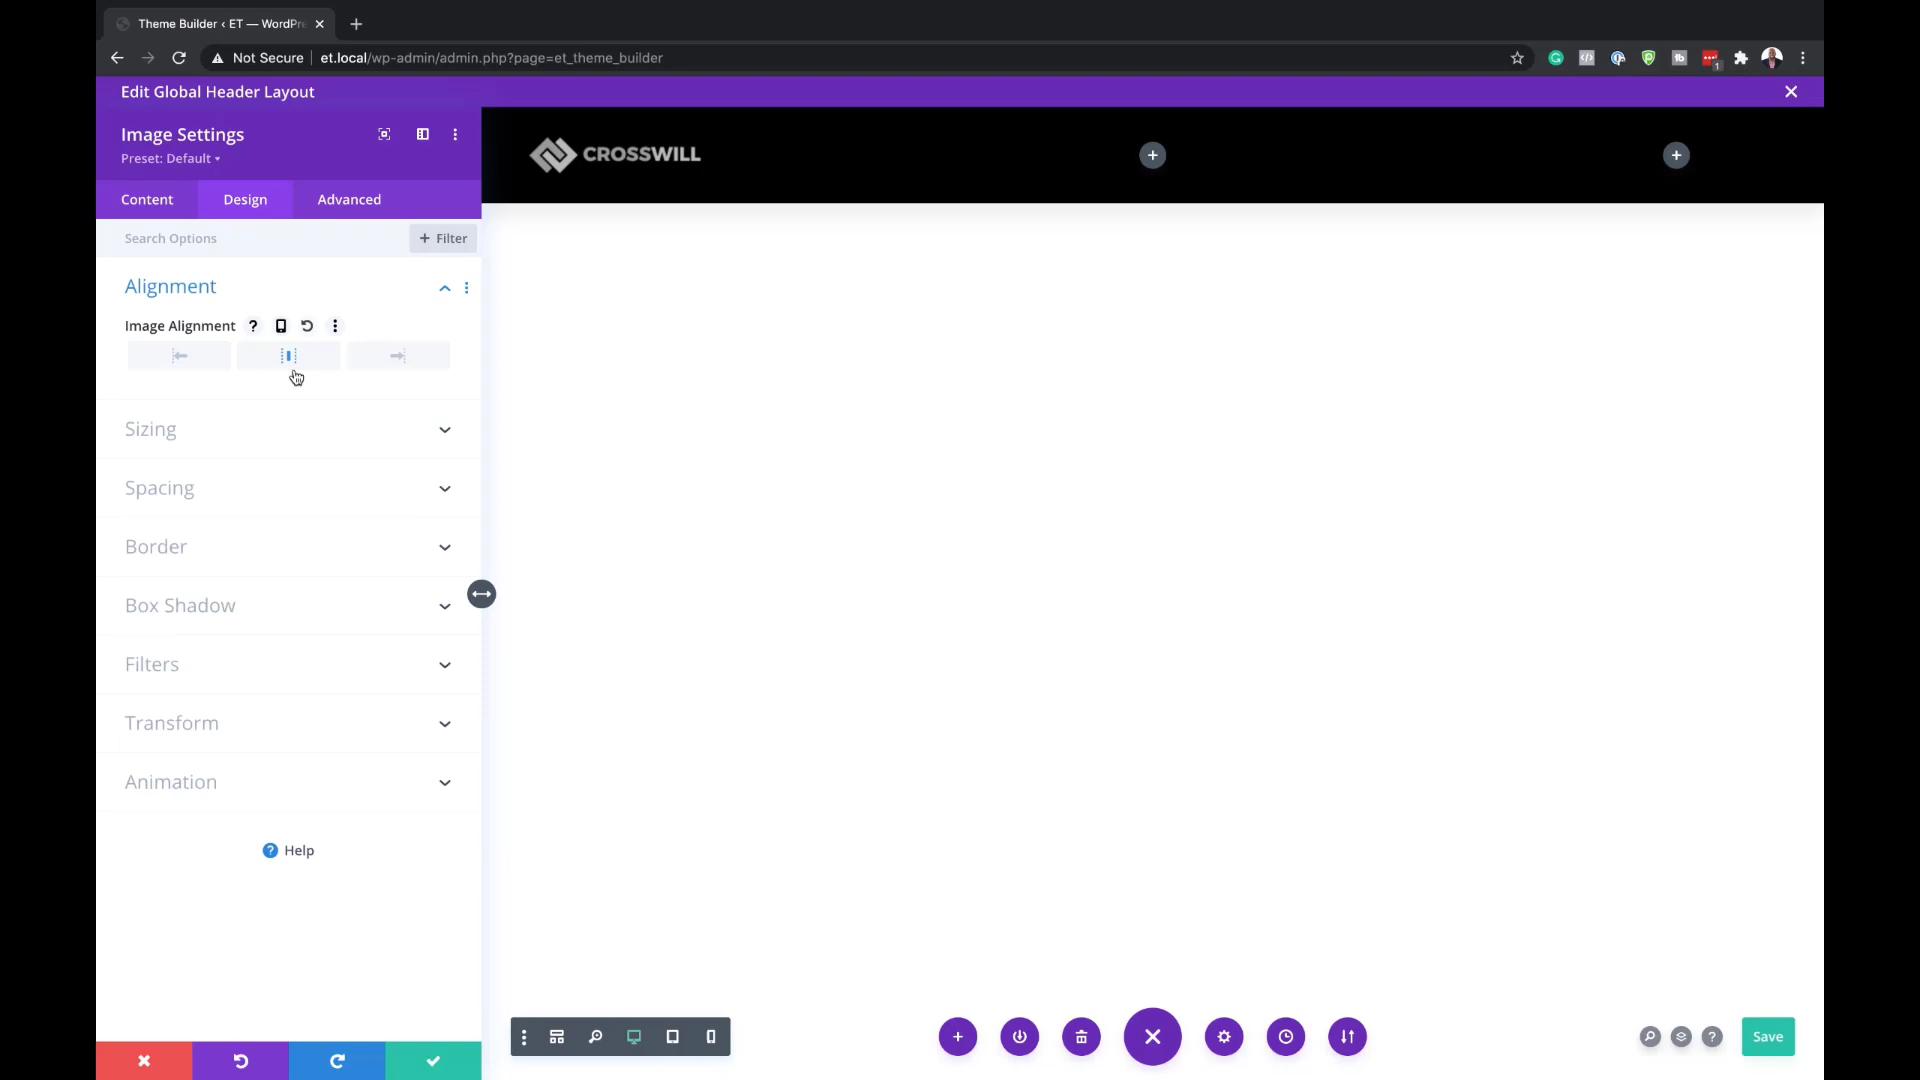 Theme Builder ‹ ET — WordPr
Not Secure
et.local/wp-admin/admin.php?page=et_theme_builder
Edit Global Header Layout
Image Settings
Preset: Default
Content
Design
Advanced
Search Options
+ Filter
Alignment
Image Alignment
Sizing
Spacing
Border
Box Shadow
Filters
Transform
Animation
Help
CROSSWILL
Save